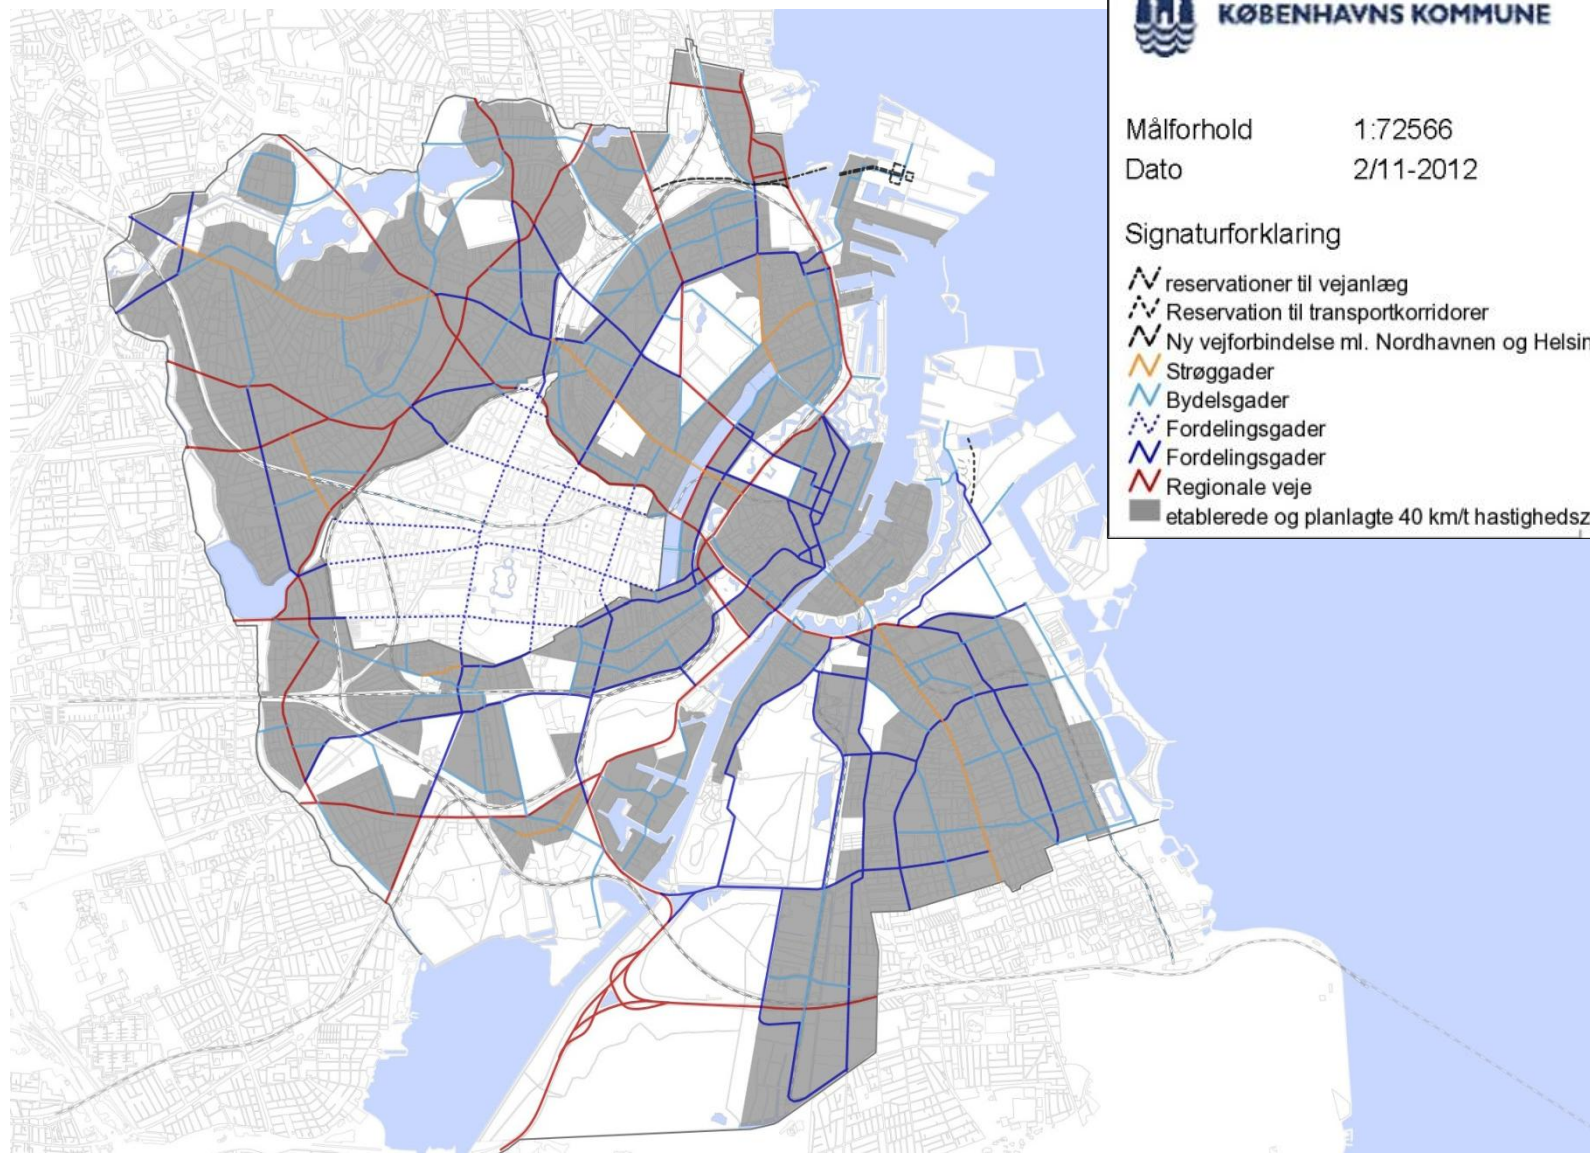 KØBENHAVNS KOMMUNE
Målforhold 1:72566
Dato 2/11-2012
Signaturforklaring
reservationer til vejanlæg
Reservation til transportkorridorer
Ny vejforbindelse ml. Nordhavnen og Helsin
Strøggader
Bydelsgader
Fordelingsgader
Fordelingsgader
Regionale veje
etablerede og planlagte 40 km/t hastighedsz